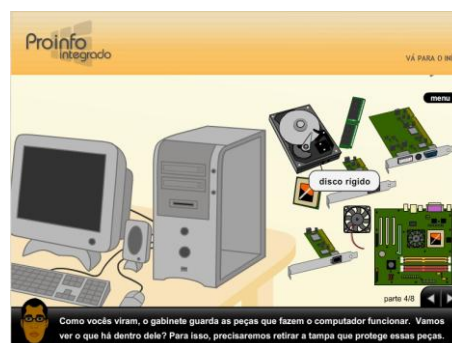 Proinfo
integrado
VÁ PARA O
menu
disco rígido
parte 4/8
Como vocês viram, o gabinete guarda as peças que fazem o computador funcionar. Vamos
ver o que há dentro dele? Para isso, precisaremos retirar a tampa que protege essas peças.